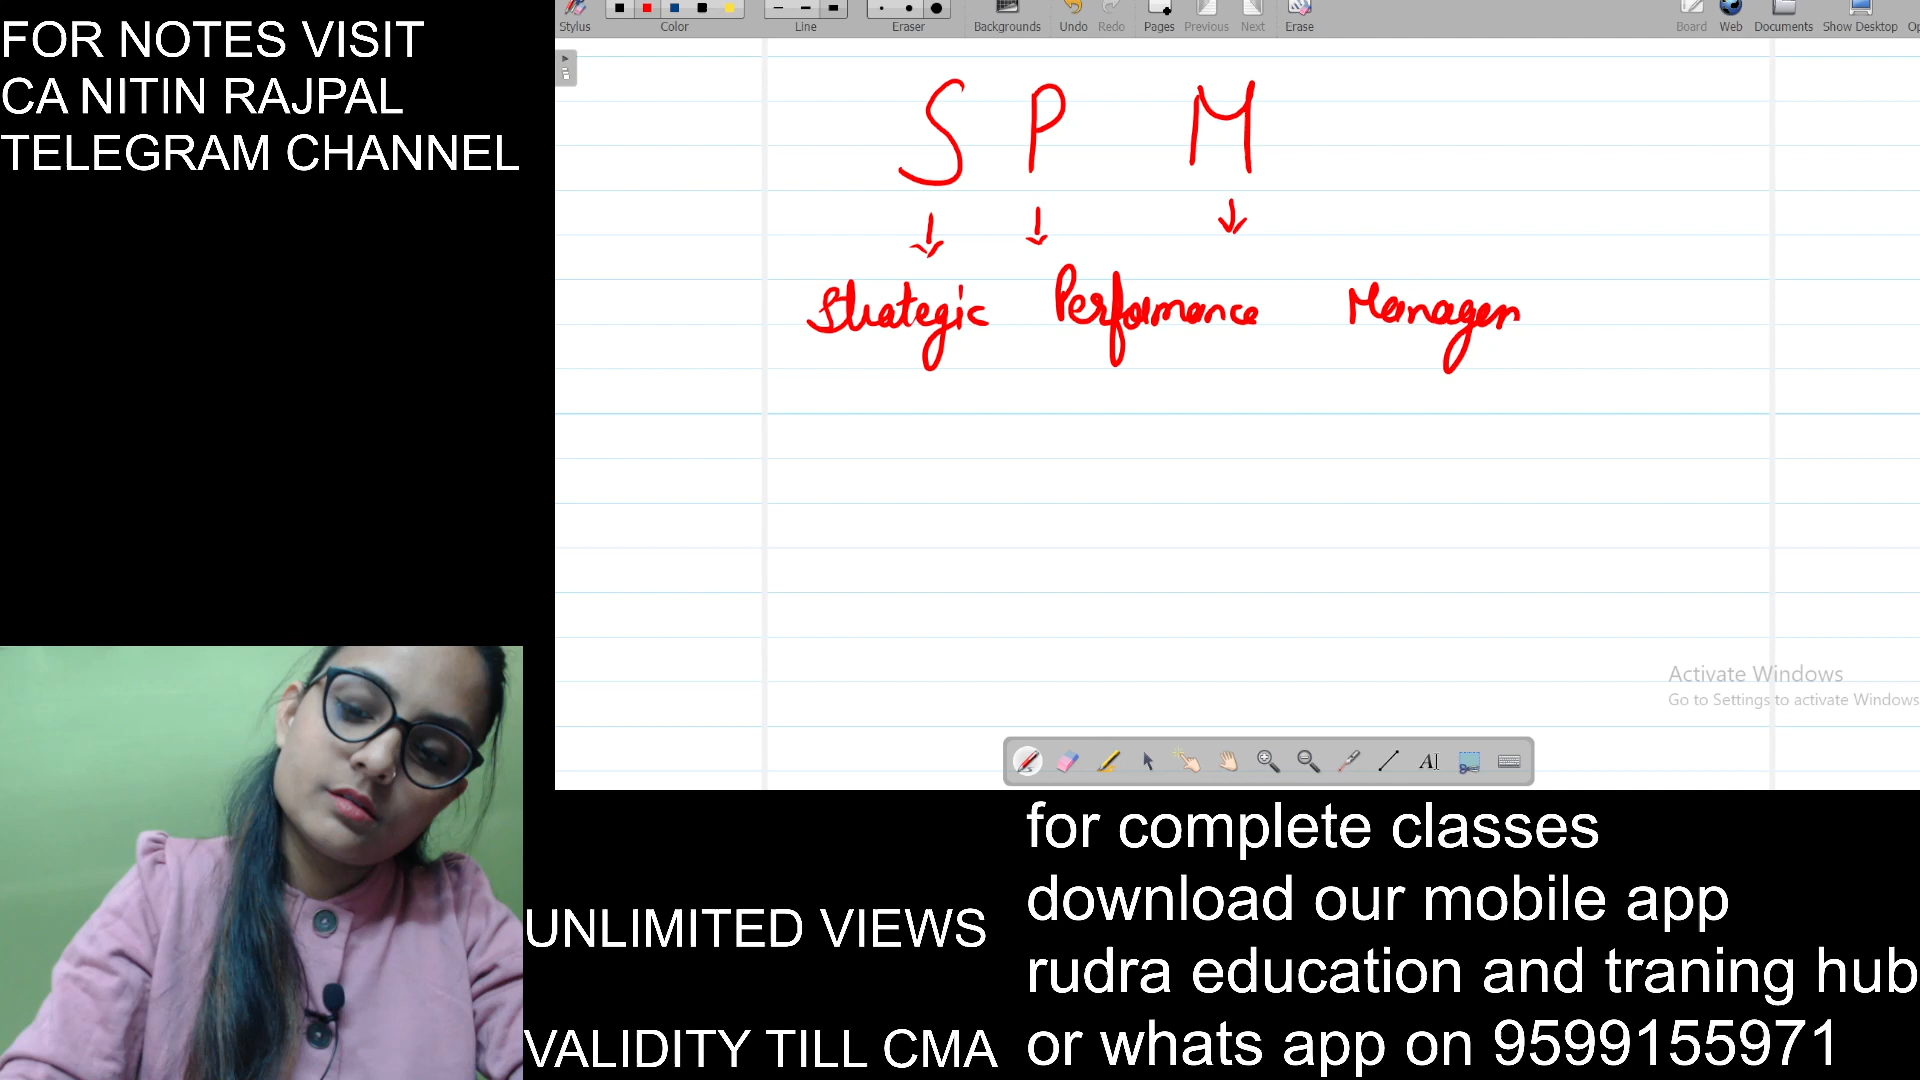 FOR NOTES VISIT
CA NITIN RAJPAL
TELEGRAM CHANNEL
Stylus Color Line Eraser Backgrounds Undo Redo Pages Previous Next Erase Board Web Documents Show Desktop Op
S P M
Strategic Performance Managem
Activate Windows
Go to Settings to activate Windows
AI
for complete classes
download our mobile app
UNLIMITED VIEWS
rudra education and traning hub
VALIDITY TILL CMA
or whats app on 9599155971